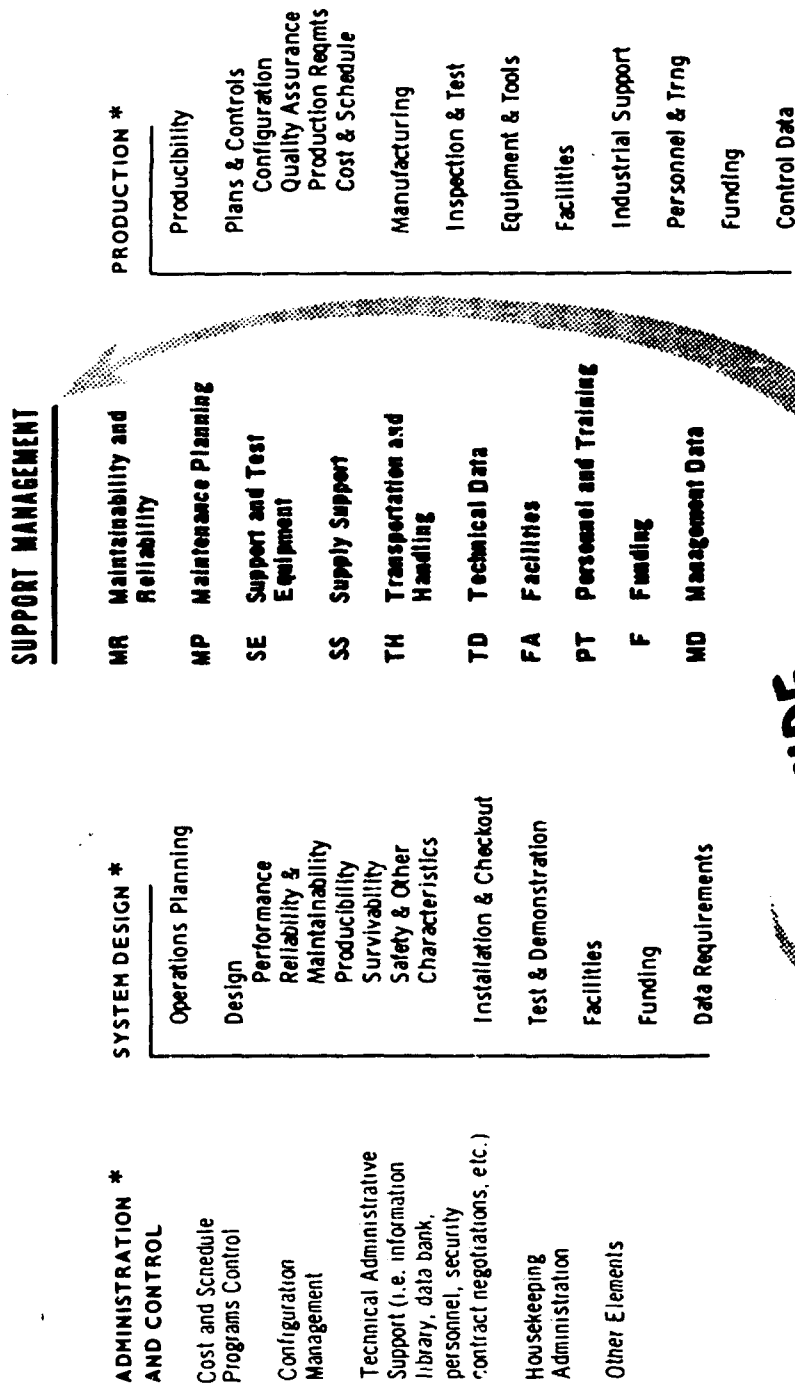 ADMINISTRATION *
AND CONTROL
Cost and Schedule
Programs Control
Configuration
Management
Technical Administrative
Support (i.e. information
library, data bank,
personnel, security
contract negotiations, etc.)
Housekeeping
Administration
Other Elements
SYSTEM DESIGN *
Operations Planning
Design
Performance
Reliability &
Maintainability
Producibility
Survivability
Safety & Other
Characteristics
Installation & Checkout
Test & Demonstration
Facilities
Funding
Data Requirements
SUPPORT MANAGEMENT
MR Maintainability and
Reliability
MP Maintenance Planning
SE Support and Test
Equipment
SS Supply Support
TH Transportation and
Handling
TD Technical Data
FA Facilities
PT Personnel and Training
F Funding
MD Management Data
PRODUCTION *
Producibility
Plans & Controls
Configuration
Quality Assurance
Production Reqmts
Cost & Schedule
Manufacturing
Inspection & Test
Equipment & Tools
Facilities
Industrial Support
Personnel & Trng
Funding
Control Data